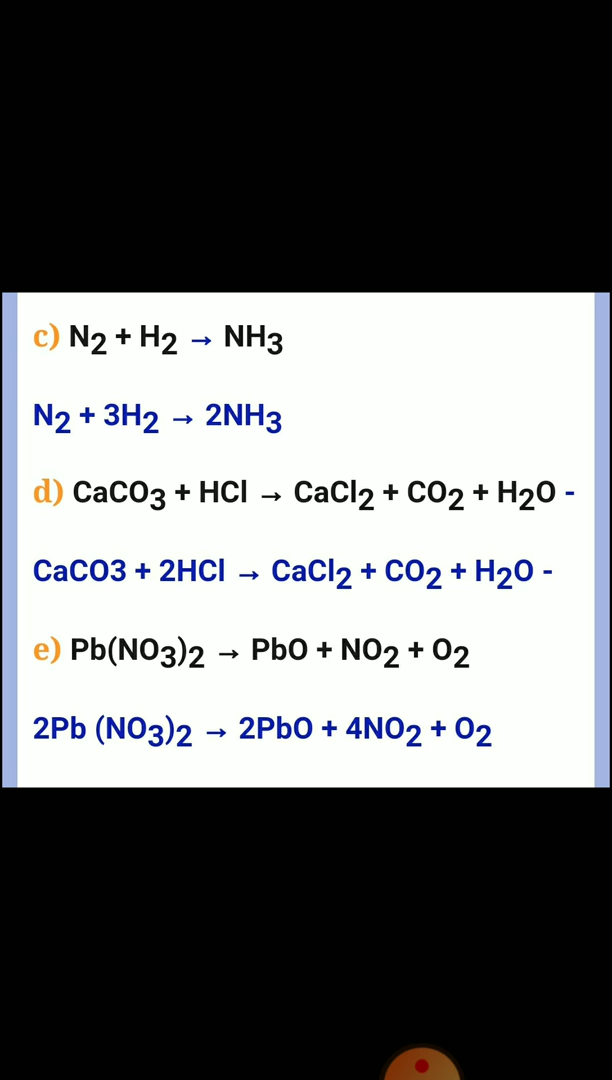 c) N₂ + H₂ → NH₃
N₂ + 3H₂ → 2NH₃
d) CaCO₃ + HCl → CaCl₂ + CO₂ + H₂O -
CaCO3 + 2HCl → CaCl₂ + CO₂ + H₂O -
e) Pb(NO₃)₂ → PbO + NO₂ + O₂
2Pb (NO₃)₂ → 2PbO + 4NO₂ + O₂